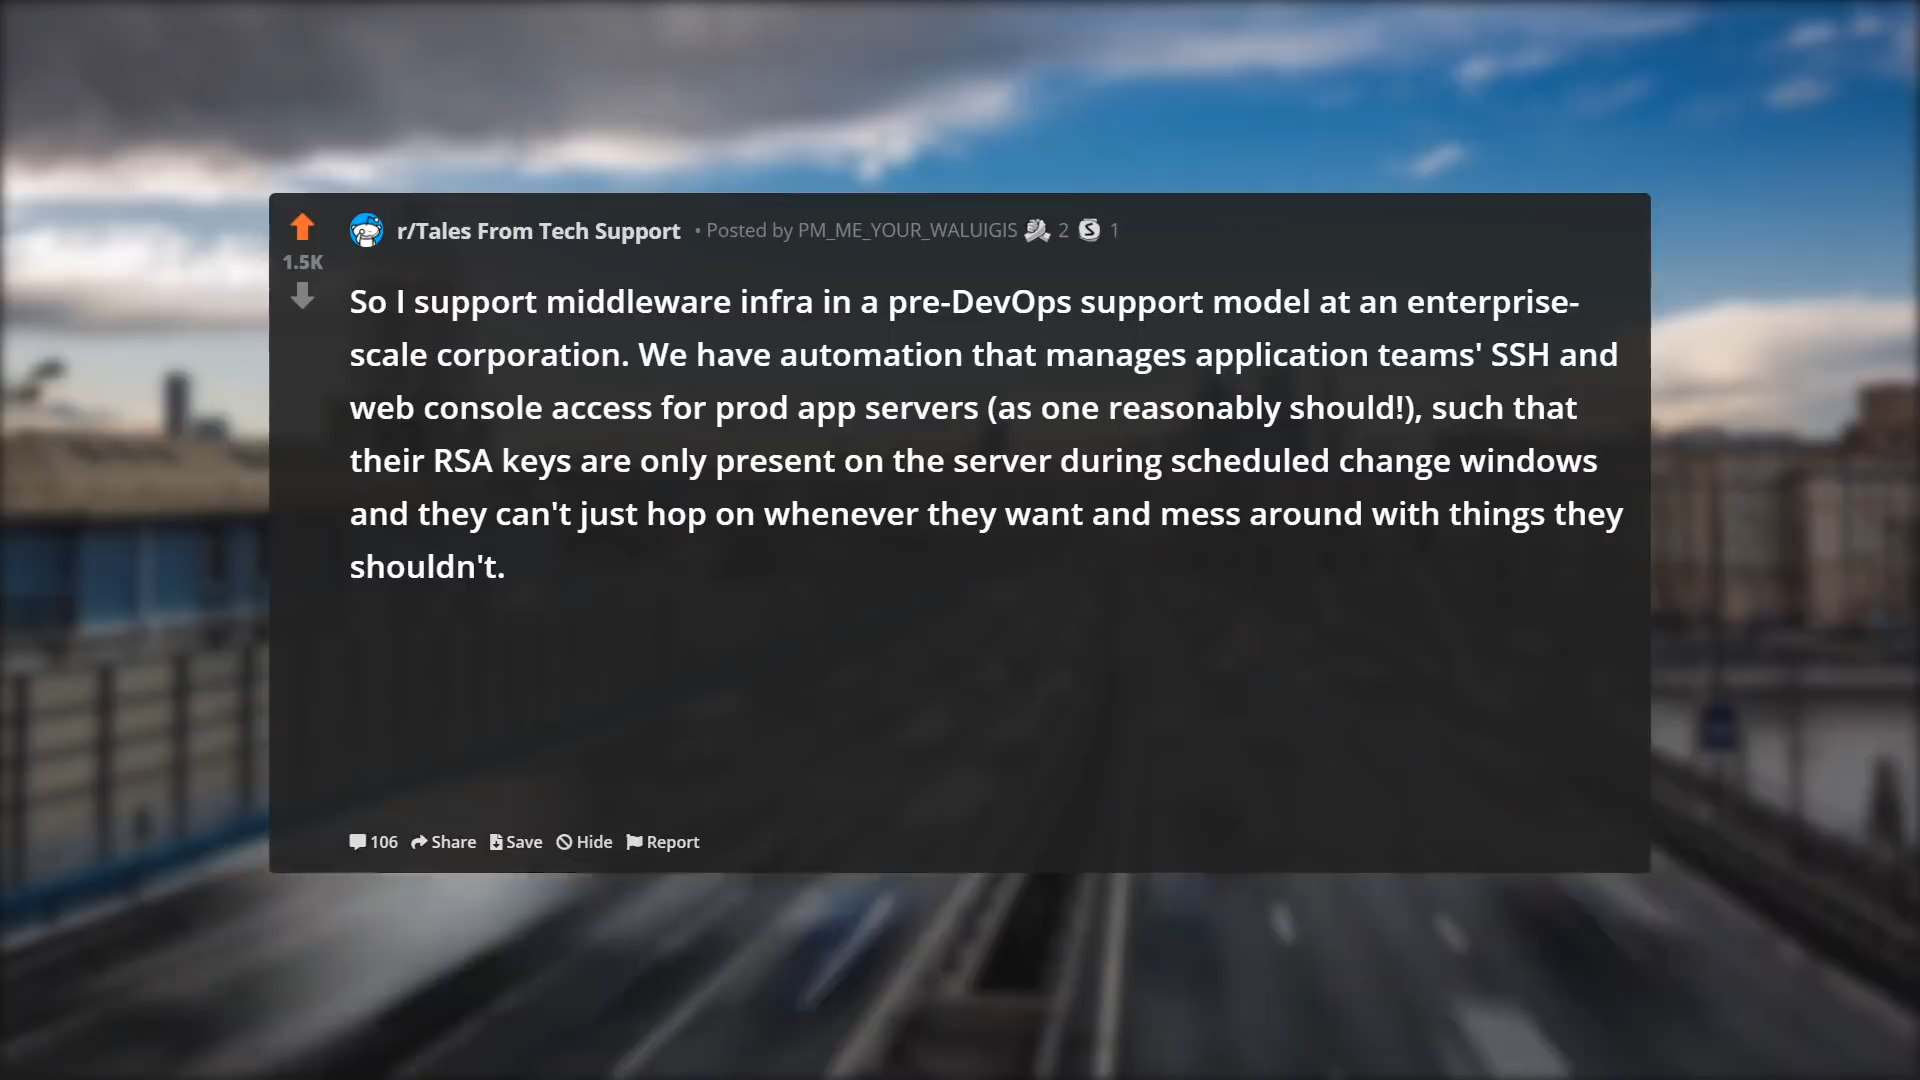 r/Tales From Tech Support • Posted by PM_ME_YOUR_WALUIGIS 2 S 1
1.5K
So I support middleware infra in a pre-DevOps support model at an enterprise-
scale corporation. We have automation that manages application teams' SSH and
web console access for prod app servers (as one reasonably should!), such that
their RSA keys are only present on the server during scheduled change windows
and they can't just hop on whenever they want and mess around with things they
shouldn't.
106 Share Save Hide Report